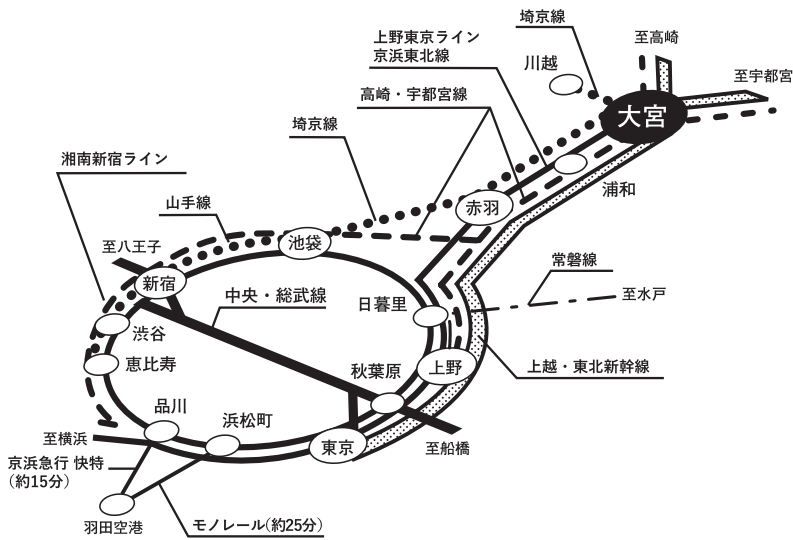 埼京線
上野東京ライン
京浜東北線
至高崎
川越
至宇都宮
高崎・宇都宮線
大宮
埼京線
湘南新宿ライン
浦和
山手線
赤羽
至八王子
池袋
常磐線
新宿
中央・総武線
日暮里
至水戸
渋谷
恵比寿
秋葉原
上野
上越・東北新幹線
品川
浜松町
至横浜
東京
至船橋
京浜急行 快特
（約15分）
羽田空港
モノレール（約25分）